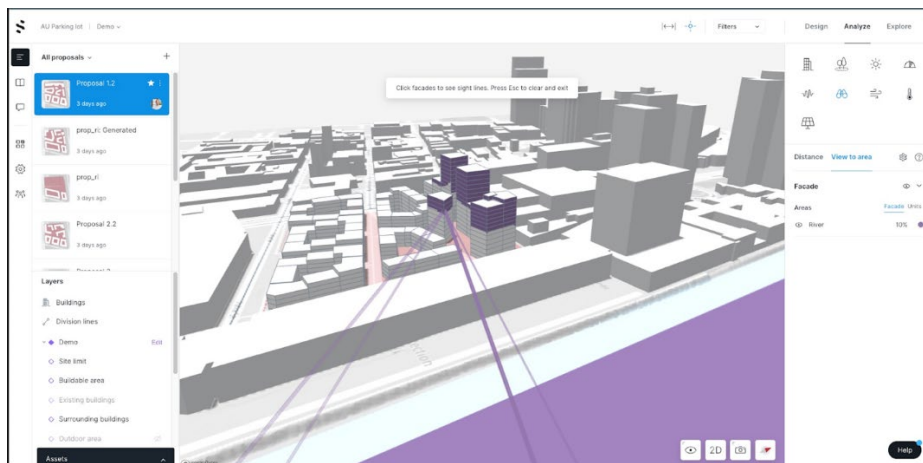 AU Parking lot
Demo
Filters
Design
Analyze
Explore
All proposals
Proposal 1.2
3 days ago
prop_ri: Generated
3 days ago
prop_ri
3 days ago
Proposal 2.2
3 days ago
Click facades to see sight lines. Press Esc to clear and exit
Distance
View to area
Facade
Areas
Facade Units
River
10%
Layers
Buildings
Division lines
Demo
Exit
Site limit
Buildable area
Existing buildings
Surrounding buildings
Outdoor area
Assets
2D
Help